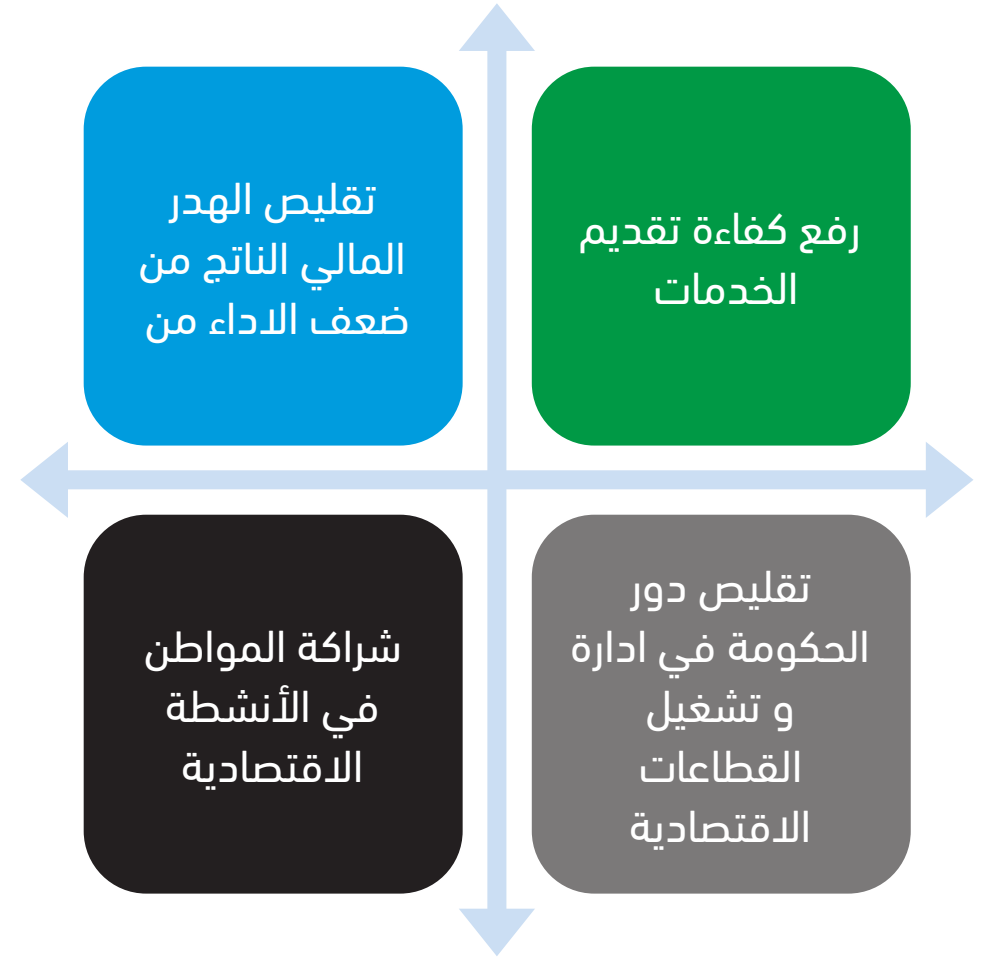 رفع كفاءة تقديم
الخدمات
تقليص الهدر
المالي الناتج من
ضعف الاداء من
تقليص دور
الحكومة في ادارة
و تشغيل
القطاعات
الاقتصادية
شراكة المواطن
في الأنشطة
الاقتصادية